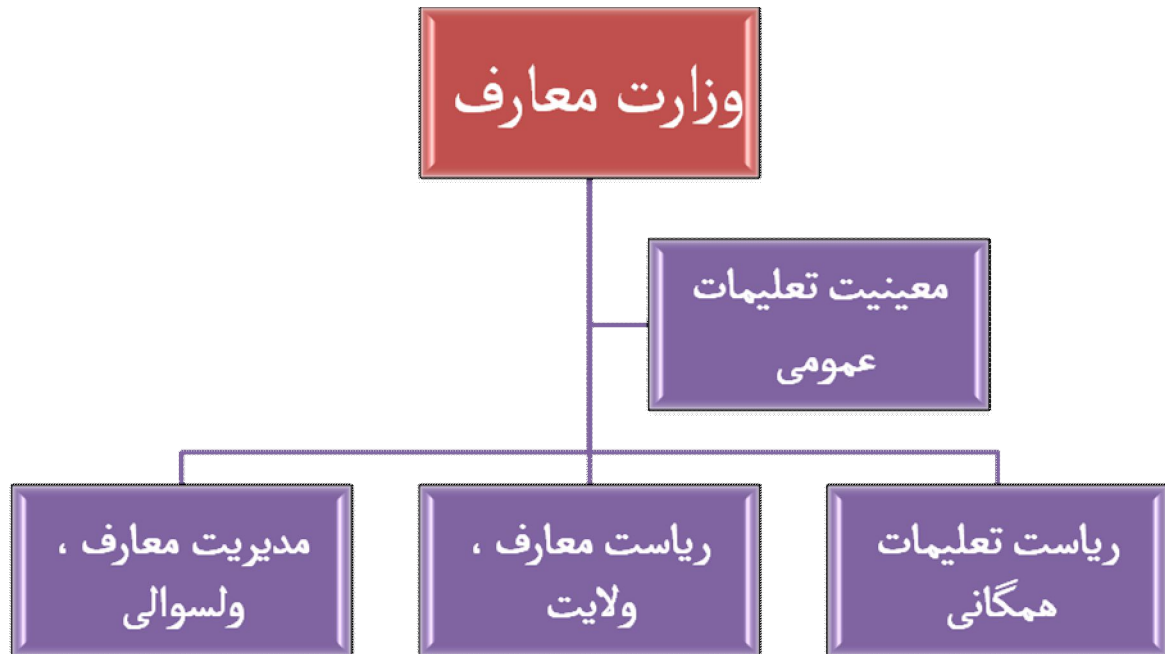 وزارت معارف
معینیت تعلیمات
عمومی
ریاست تعلیمات
همگانی
ریاست معارف ،
ولایت
مدیریت معارف ،
ولسوالی